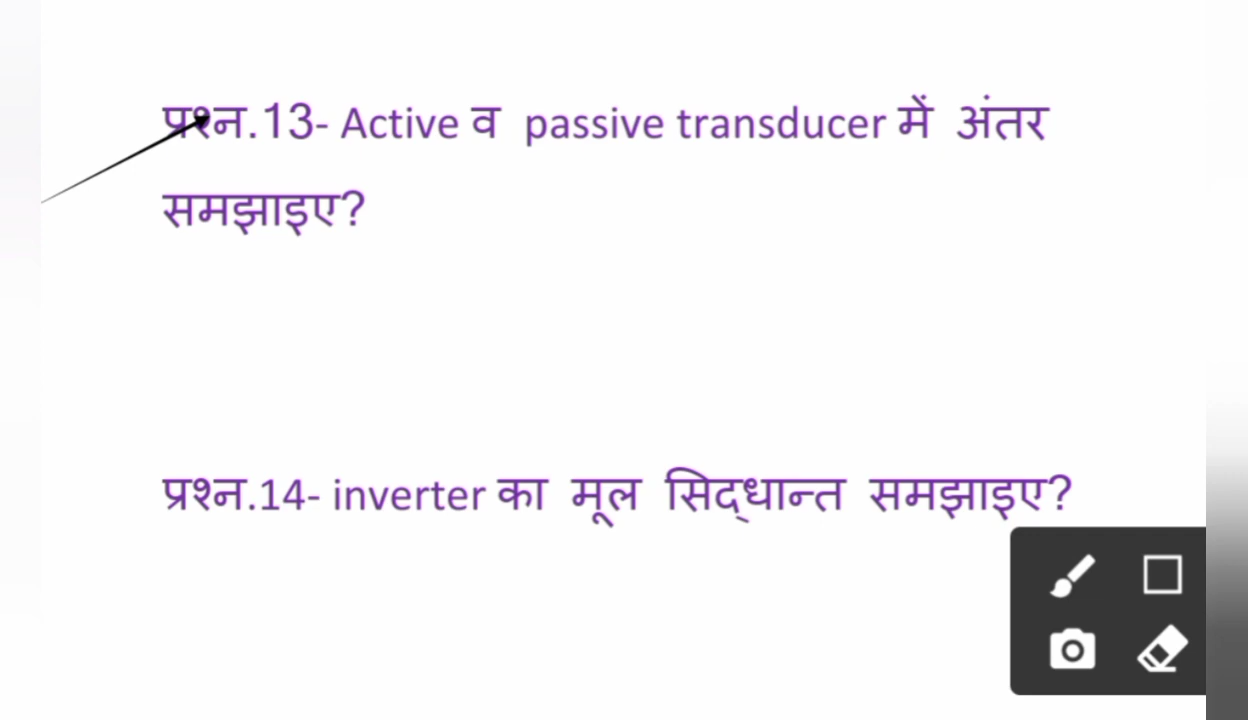 प्रश्न.13- Active व passive transducer में अंतर
समझाइए?
प्रश्न.14- inverter का मूल सिद्धान्त समझाइए?